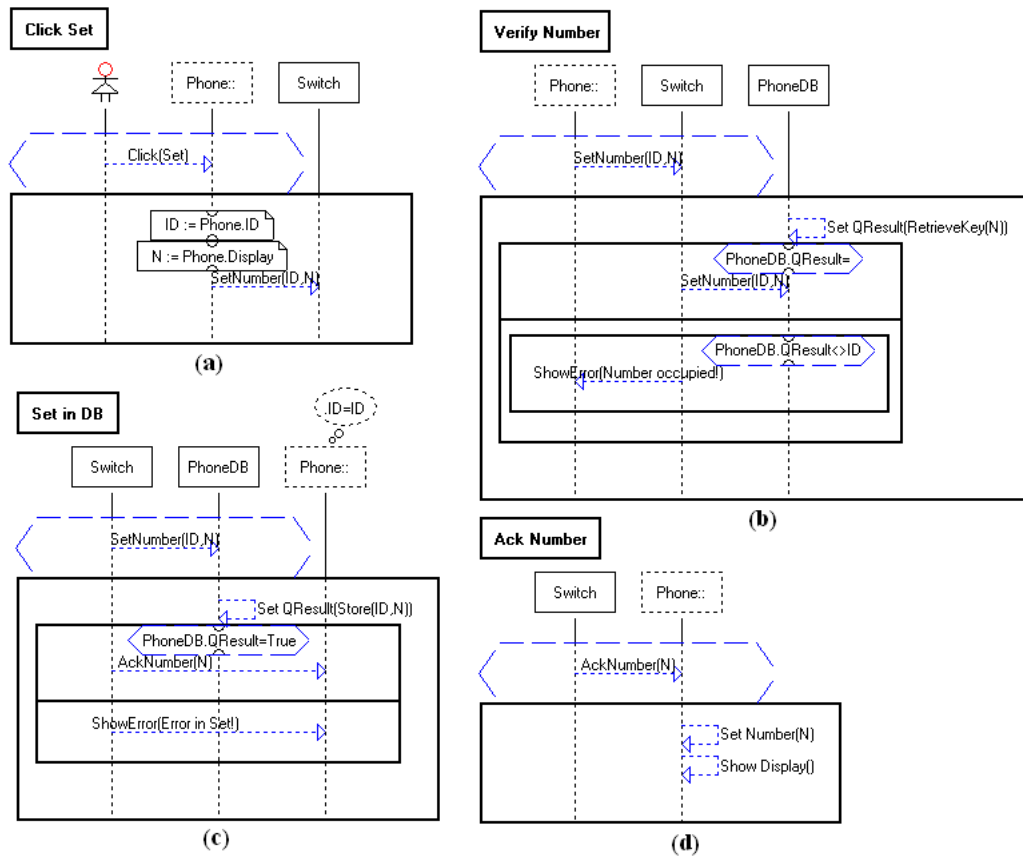 Click Set
Phone::
Switch
Click(Set)
ID := Phone.ID
N := Phone.Display
SetNumber(ID,N)
(a)
Verify Number
Phone::
Switch
PhoneDB
SetNumber(ID,N)
Set QResult(RetrieveKey(N))
PhoneDB.QResult=
SetNumber(ID,N)
PhoneDB.QResult<>ID
ShowError(Number occupied!)
(b)
Set in DB
.ID=ID
Switch
PhoneDB
Phone::
SetNumber(ID,N)
Set QResult(Store(ID,N))
PhoneDB.QResult=True
AckNumber(N)
ShowError(Error in Set!)
(c)
Ack Number
Switch
Phone::
AckNumber(N)
Set Number(N)
Show Display()
(d)